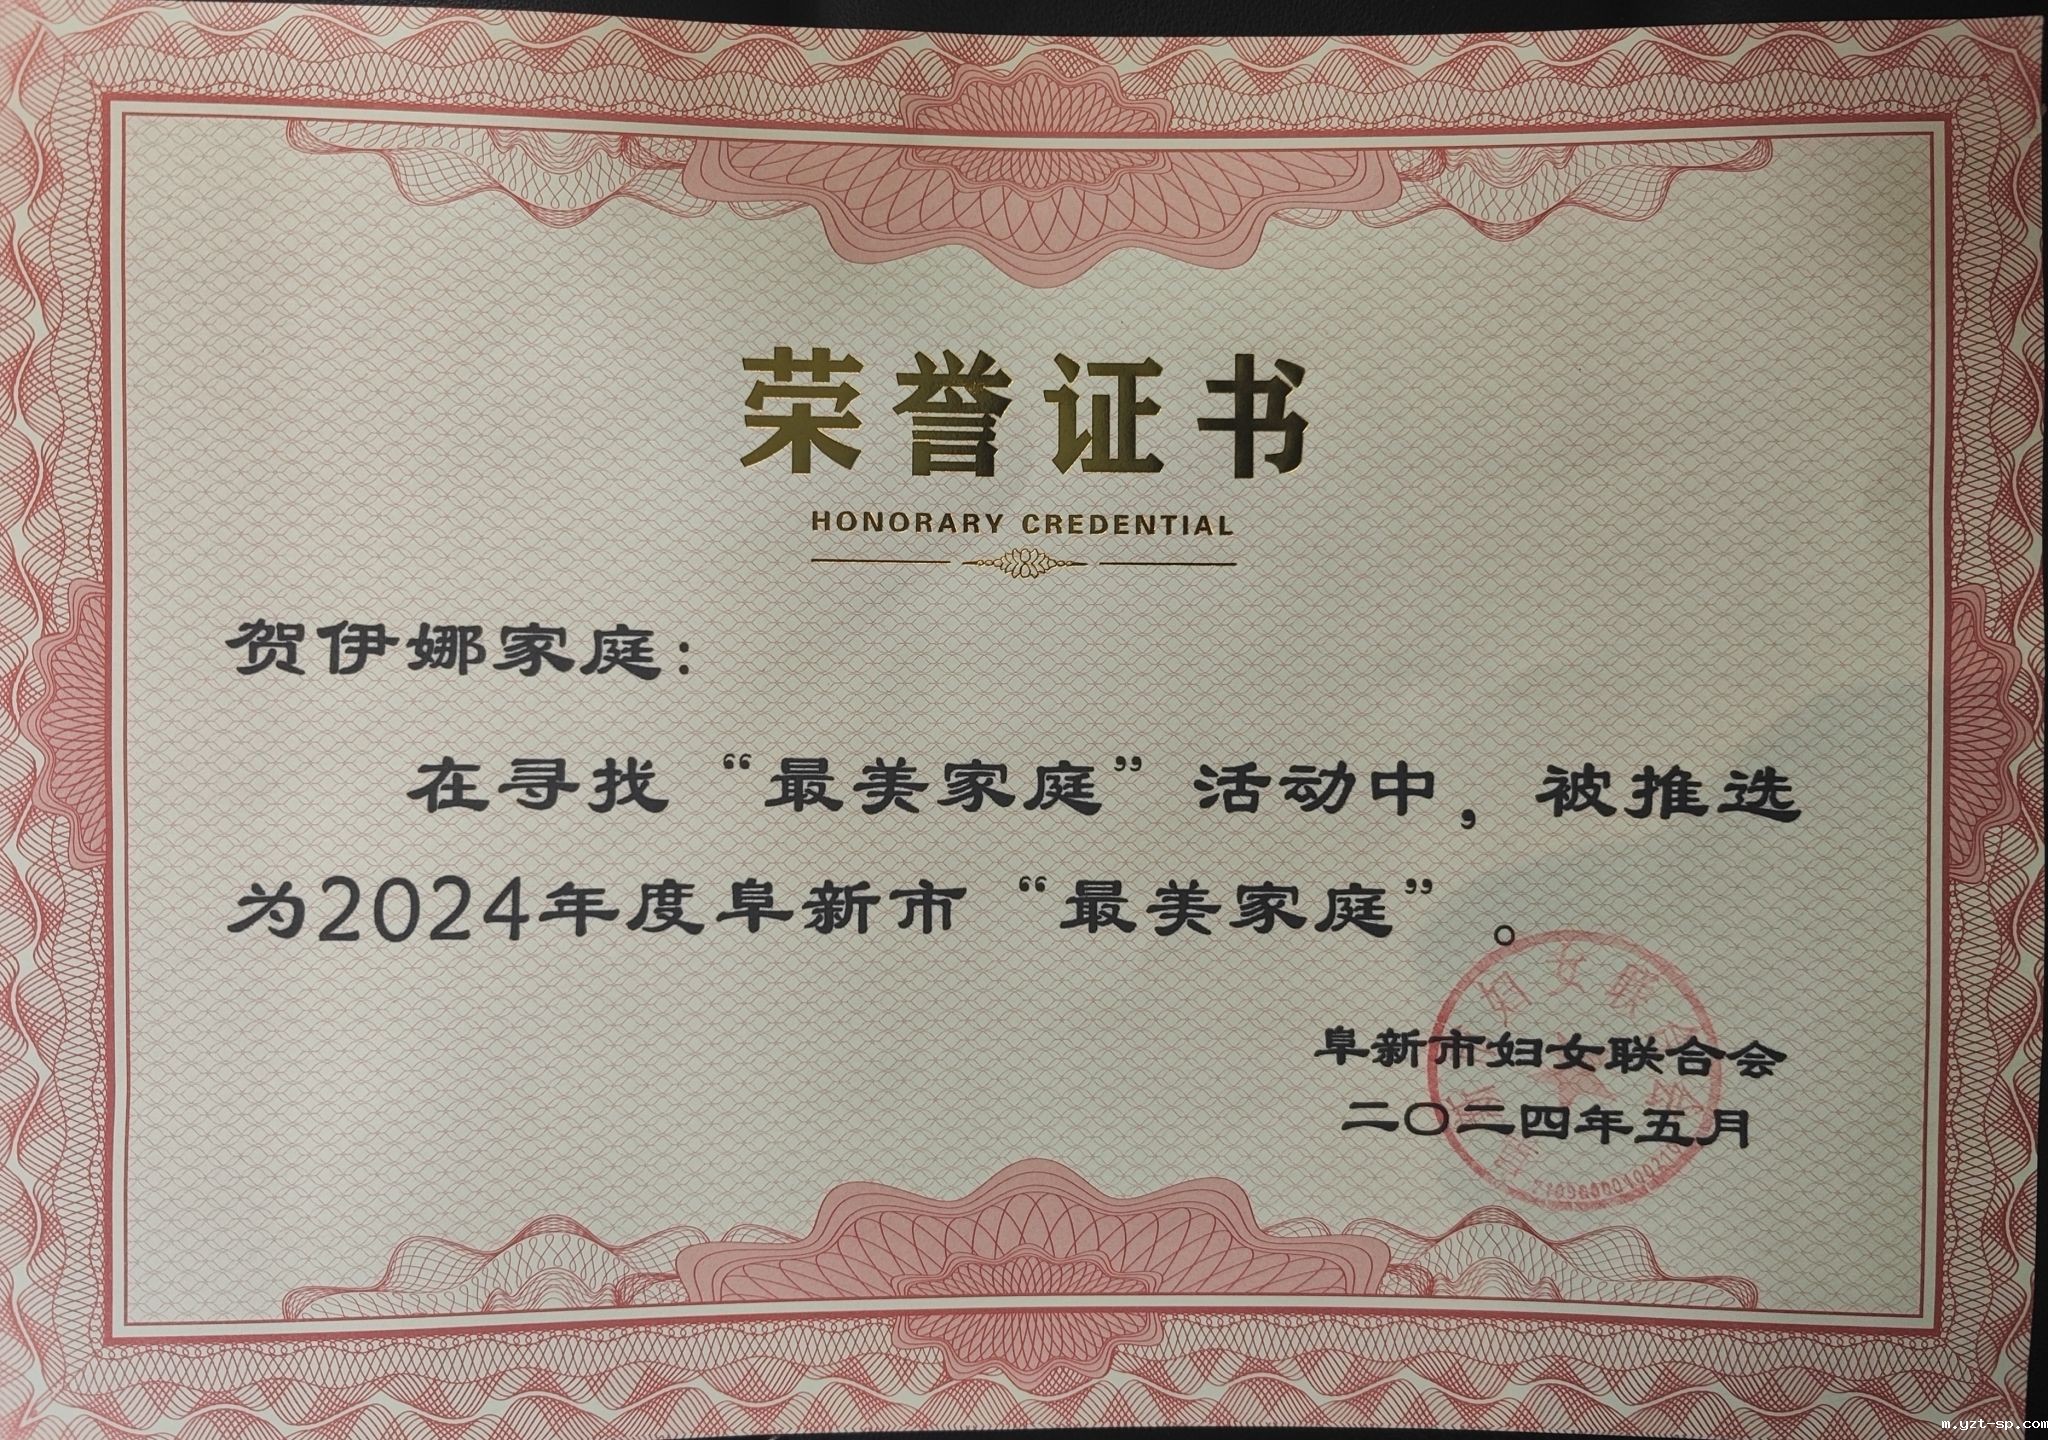 荣誉证书
HONORARY CREDENTIAL
贺伊娜家庭：
在寻找“最美家庭”活动中，被推选
为2024年度阜新市“最美家庭”。
阜新市妇女联合会
二〇二四年五月
m.yzt-sp.com